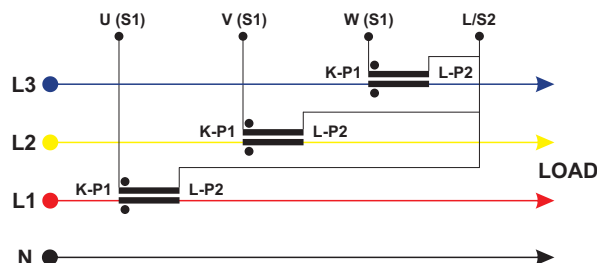 U (S1) V (S1) W (S1) L/S2
K-P1 L-P2
L3
K-P1 L-P2
L2
LOAD
K-P1 L-P2
L1
N